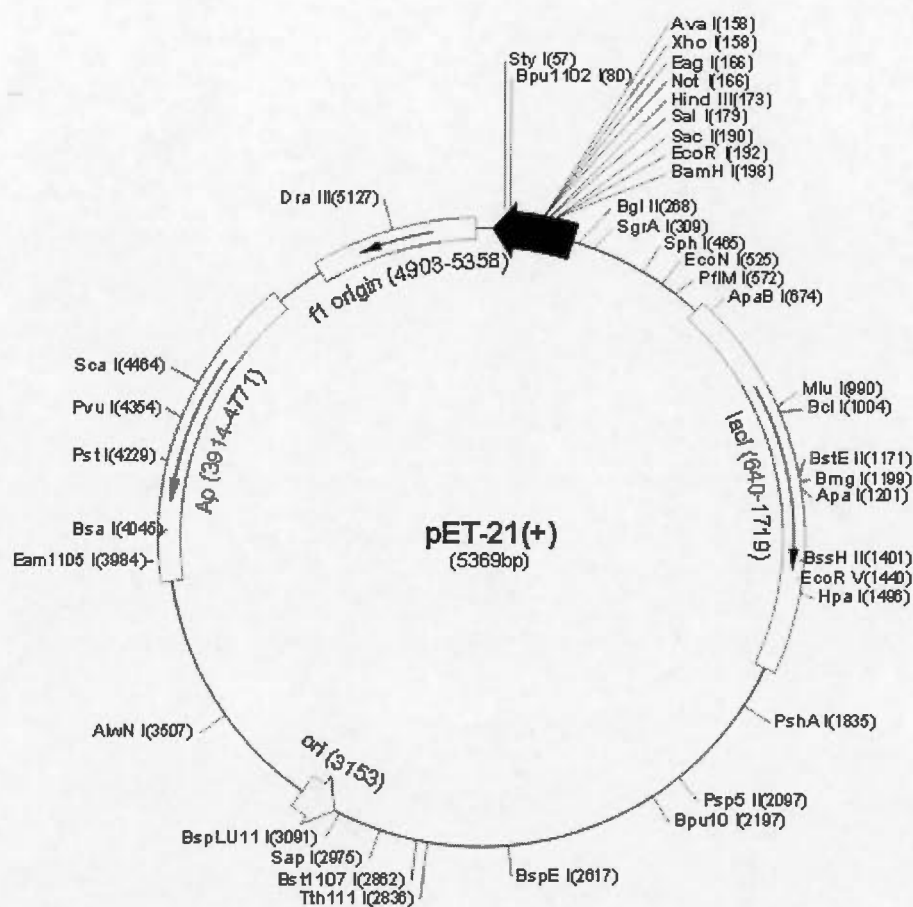 Ava I(158)
Xho I(158)
Eag I(166)
Not I(166)
Hind III(173)
Sal I(179)
Sac I(190)
EcoR I(192)
BamH I(198)
Sty I(57)
Bpu1102 I(80)
Dra III(5127)
Bgl II(268)
SgrA I(309)
Sph I(465)
EcoN I(525)
PflM I(572)
ApaB I(674)
f1 origin (4903-5358)
Sca I(4464)
Pvu I(4354)
Pst I(4229)
Bsa I(4045)
Eam1105 I(3984)
Ap (3914-4771)
Mlu I(990)
Bcl I(1004)
BstE II(1171)
Bmg I(1199)
Apa I(1201)
lacI (640-1719)
BssH II(1401)
EcoR V(1440)
Hpa I(1496)
pET-21(+)
(5369bp)
AlwN I(3507)
ori (3153)
PshA I(1835)
Psp5 II(2097)
Bpu10 I(2197)
BspLU11 I(3091)
Sap I(2975)
Bst1107 I(2862)
Tth111 I(2836)
BspE I(2617)